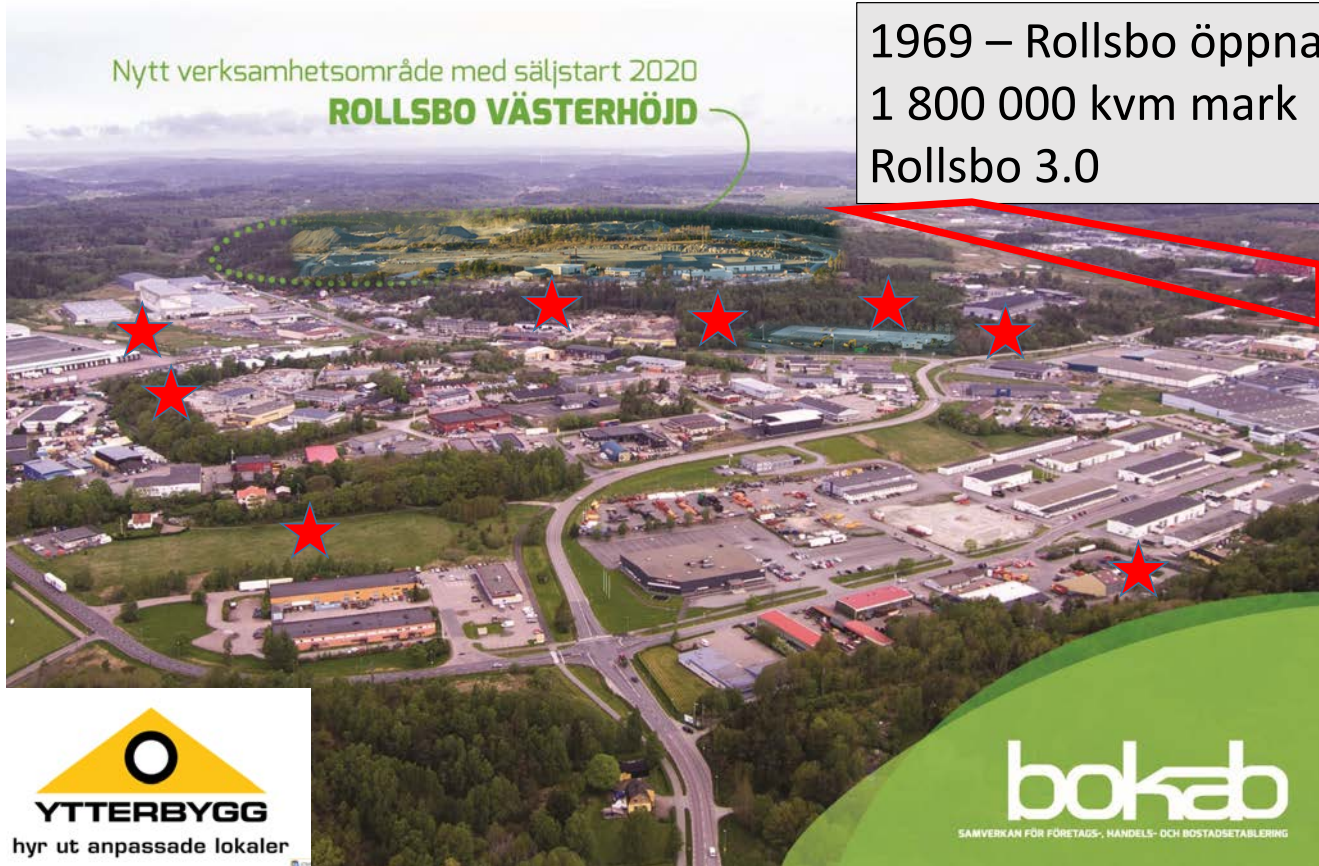 Nytt verksamhetsområde med säljstart 2020
ROLLSBO VÄSTERHÖJD
1969 – Rollsbo öppna
1 800 000 kvm mark
Rollsbo 3.0
YTTERBYGG
hyr ut anpassade lokaler
bokab
SAMVERKAN FÖR FÖRETAGS-, HANDELS- OCH BOSTADSETABLERING